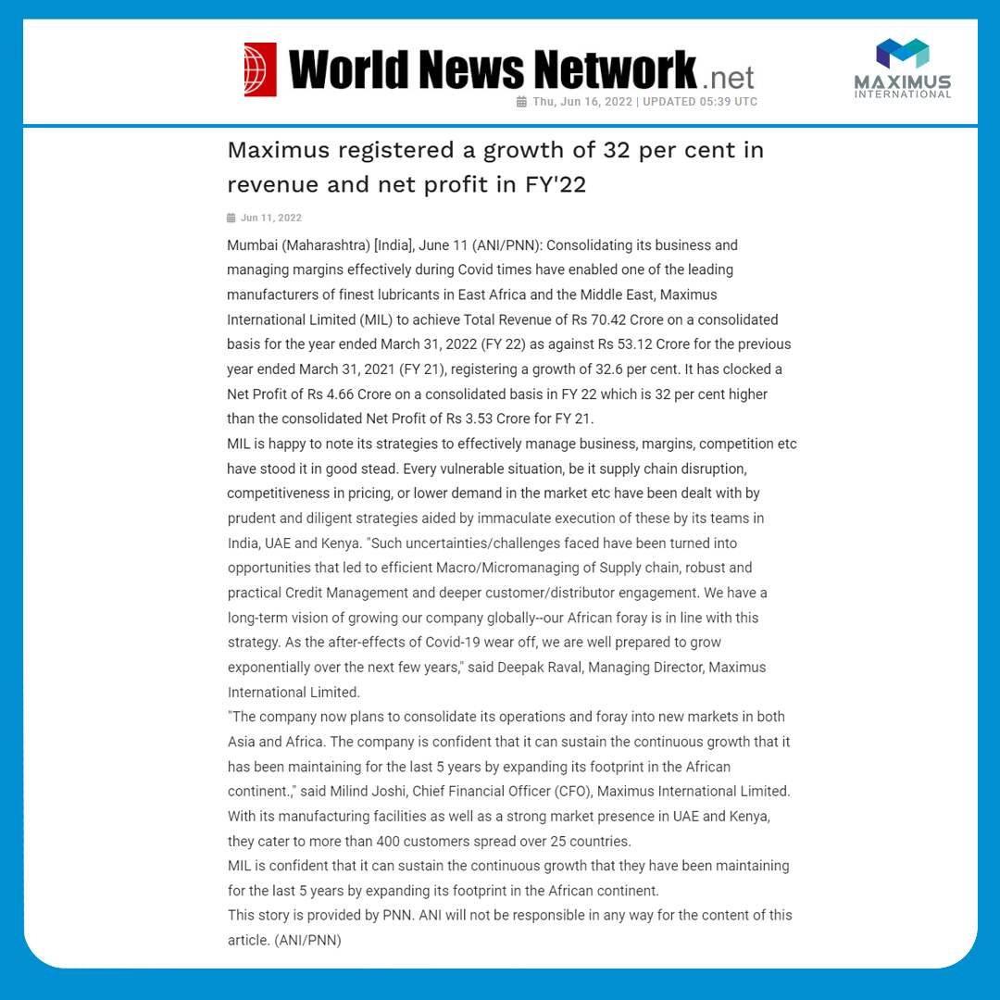 World News Network.net
Thu, Jun 16, 2022 | UPDATED 05:39 UTC
MAXIMUS
INTERNATIONAL
Maximus registered a growth of 32 per cent in
revenue and net profit in FY'22
Jun 11, 2022
Mumbai (Maharashtra) [India], June 11 (ANI/PNN): Consolidating its business and
managing margins effectively during Covid times have enabled one of the leading
manufacturers of finest lubricants in East Africa and the Middle East, Maximus
International Limited (MIL) to achieve Total Revenue of Rs 70.42 Crore on a consolidated
basis for the year ended March 31, 2022 (FY 22) as against Rs 53.12 Crore for the previous
year ended March 31, 2021 (FY 21), registering a growth of 32.6 per cent. It has clocked a
Net Profit of Rs 4.66 Crore on a consolidated basis in FY 22 which is 32 per cent higher
than the consolidated Net Profit of Rs 3.53 Crore for FY 21.
MIL is happy to note its strategies to effectively manage business, margins, competition etc
have stood it in good stead. Every vulnerable situation, be it supply chain disruption,
competitiveness in pricing, or lower demand in the market etc have been dealt with by
prudent and diligent strategies aided by immaculate execution of these by its teams in
India, UAE and Kenya. "Such uncertainties/challenges faced have been turned into
opportunities that led to efficient Macro/Micromanaging of Supply chain, robust and
practical Credit Management and deeper customer/distributor engagement. We have a
long-term vision of growing our company globally--our African foray is in line with this
strategy. As the after-effects of Covid-19 wear off, we are well prepared to grow
exponentially over the next few years," said Deepak Raval, Managing Director, Maximus
International Limited.
"The company now plans to consolidate its operations and foray into new markets in both
Asia and Africa. The company is confident that it can sustain the continuous growth that it
has been maintaining for the last 5 years by expanding its footprint in the African
continent.," said Milind Joshi, Chief Financial Officer (CFO), Maximus International Limited.
With its manufacturing facilities as well as a strong market presence in UAE and Kenya,
they cater to more than 400 customers spread over 25 countries.
MIL is confident that it can sustain the continuous growth that they have been maintaining
for the last 5 years by expanding its footprint in the African continent.
This story is provided by PNN. ANI will not be responsible in any way for the content of this
article. (ANI/PNN)